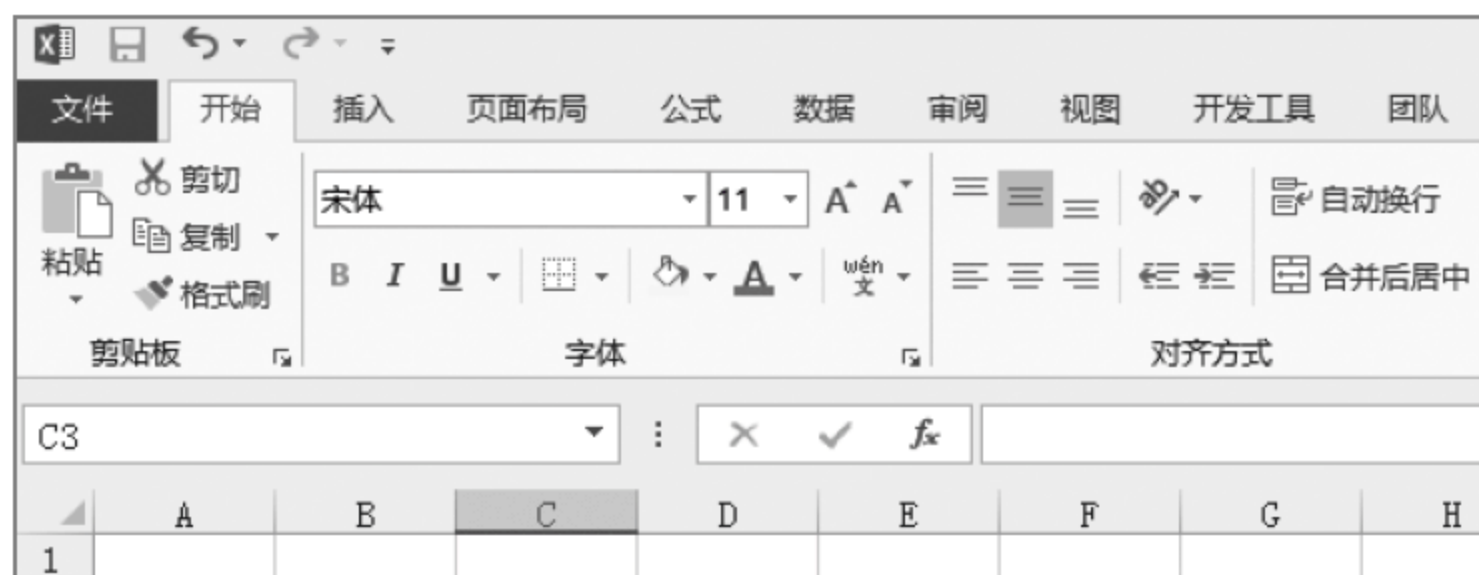 文件 开始 插入 页面布局 公式 数据 审阅 视图 开发工具 团队
剪切
宋体 11 A A 自动换行
复制
粘贴
B I U A wén 文 合并后居中
格式刷
剪贴板 字体 对齐方式
C3 fx
A B C D E F G H
1